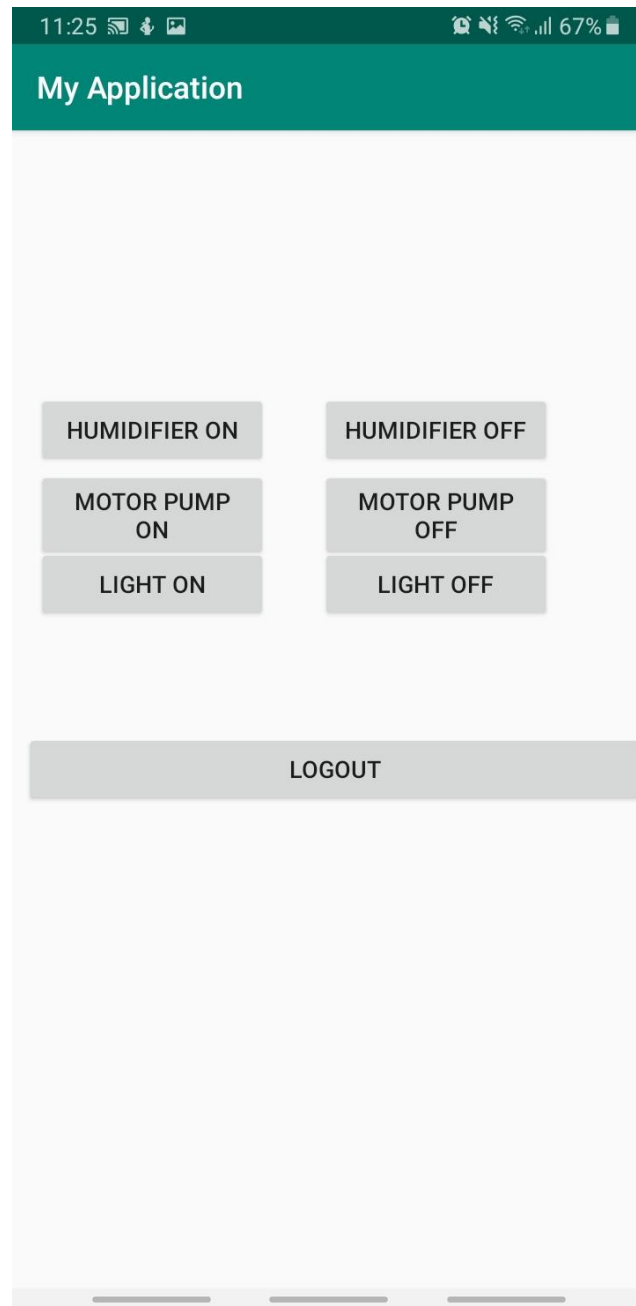 11:25 67%
My Application
HUMIDIFIER ON HUMIDIFIER OFF
MOTOR PUMP MOTOR PUMP
ON OFF
LIGHT ON LIGHT OFF
LOGOUT